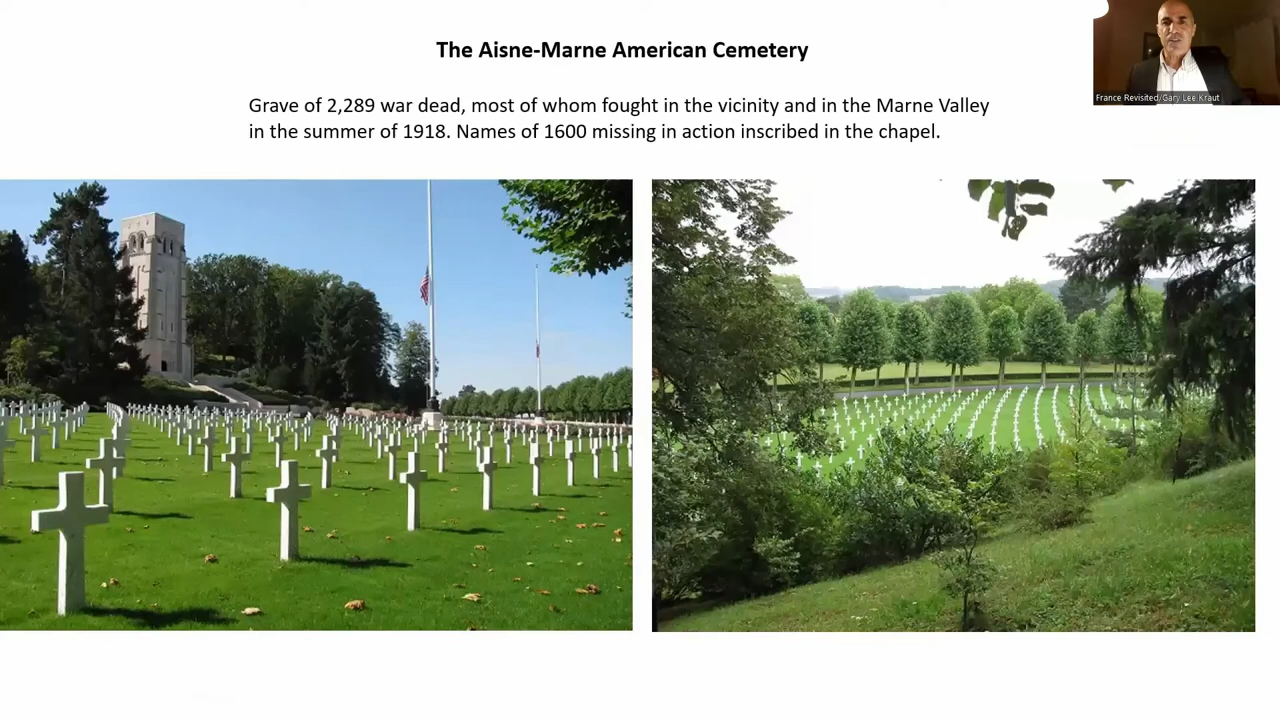 The Aisne-Marne American Cemetery
Grave of 2,289 war dead, most of whom fought in the vicinity and in the Marne Valley
in the summer of 1918. Names of 1600 missing in action inscribed in the chapel.
France Revisited/Gary Lee Kraut